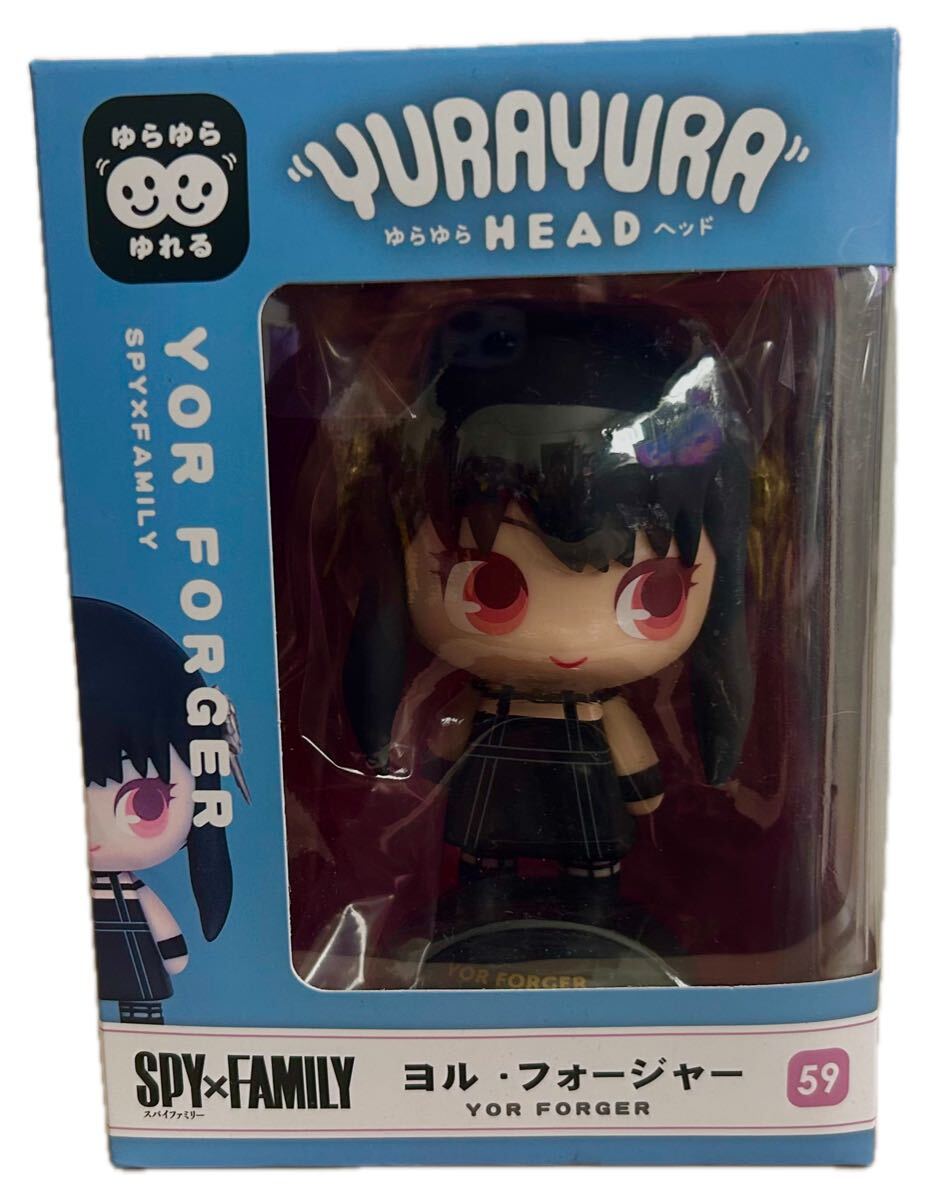 ゆらゆら
ゆれる
"YURAYURA"
ゆらゆら HEAD ヘッド
YOR FORGER
SPY×FAMILY
YOR FORGER
SPY×FAMILY
スパイファミリー
ヨル・フォージャー
YOR FORGER
59